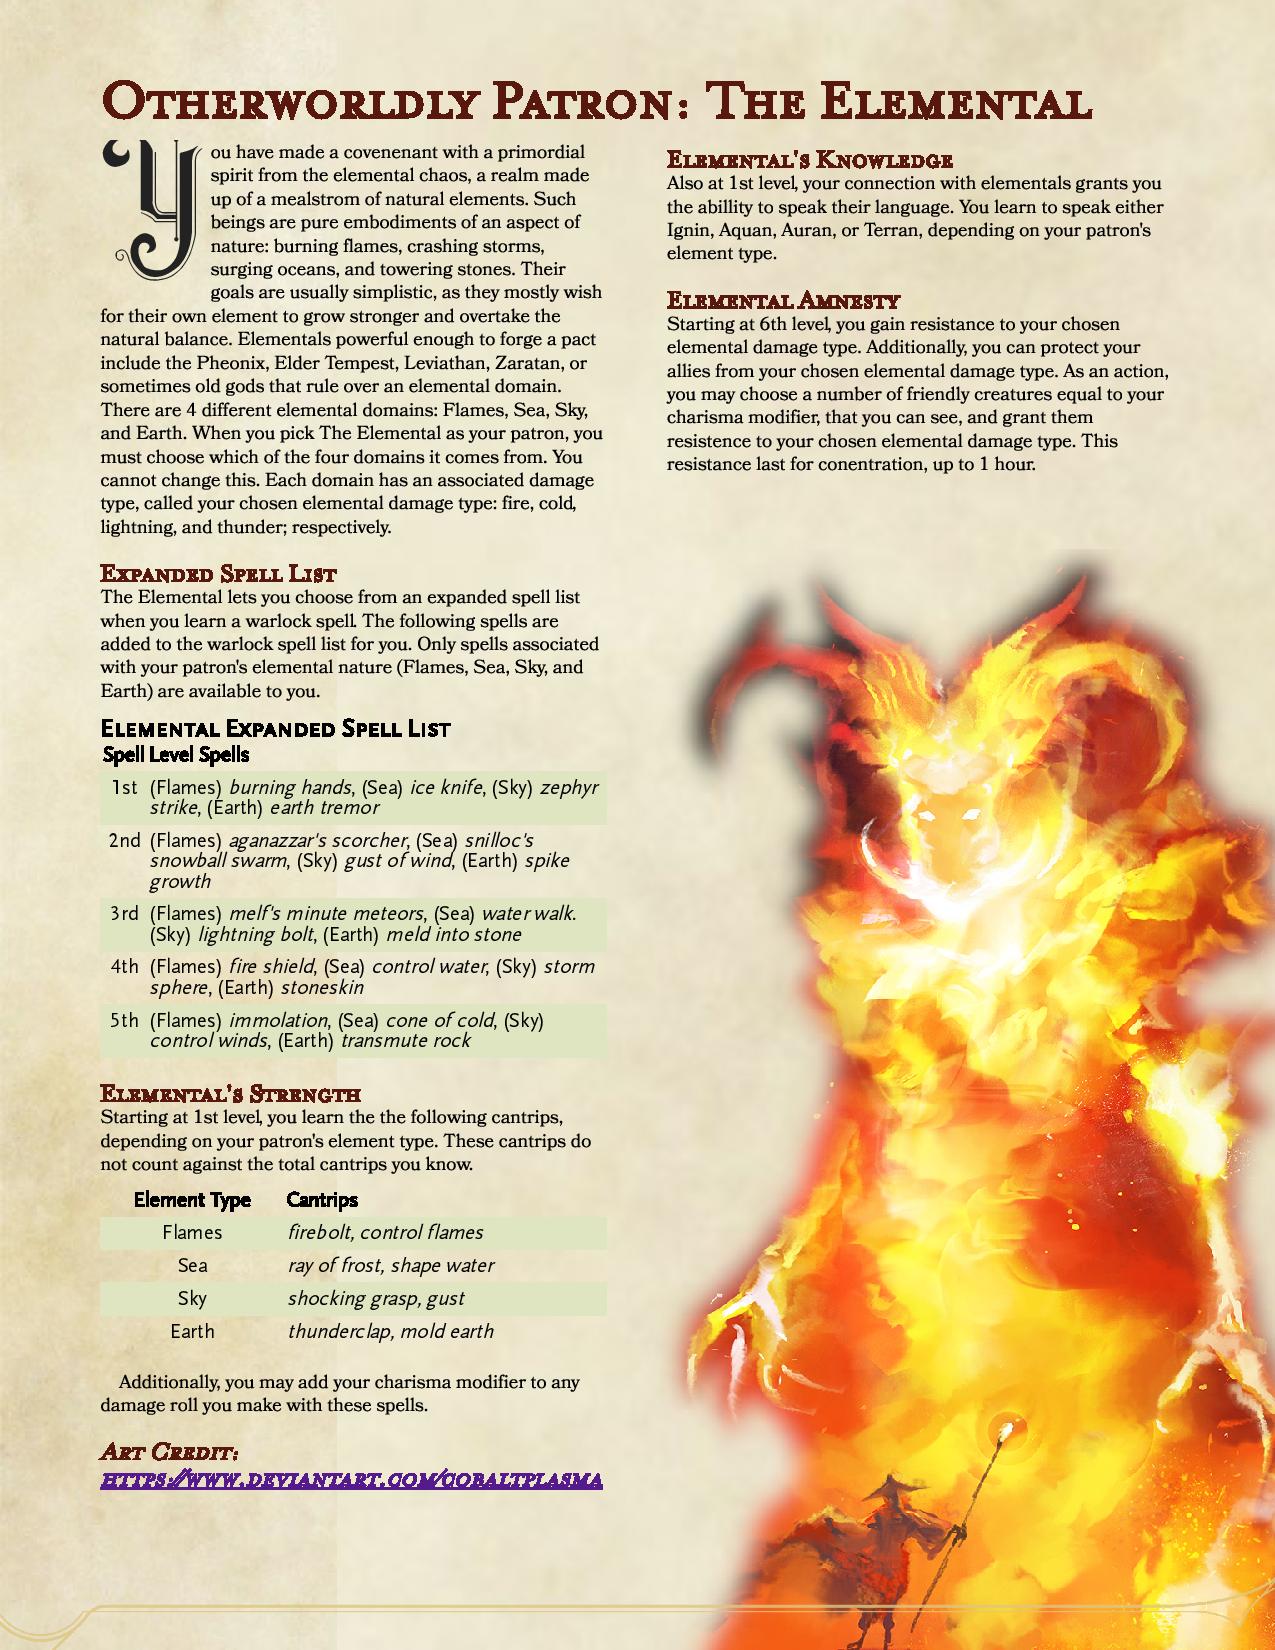 Otherworldly Patron: The Elemental
You have made a covenenant with a primordial
spirit from the elemental chaos, a realm made
up of a mealstrom of natural elements. Such
beings are pure embodiments of an aspect of
nature: burning flames, crashing storms,
surging oceans, and towering stones. Their
goals are usually simplistic, as they mostly wish
for their own element to grow stronger and overtake the
natural balance. Elementals powerful enough to forge a pact
include the Pheonix, Elder Tempest, Leviathan, Zaratan, or
sometimes old gods that rule over an elemental domain.
There are 4 different elemental domains: Flames, Sea, Sky,
and Earth. When you pick The Elemental as your patron, you
must choose which of the four domains it comes from. You
cannot change this. Each domain has an associated damage
type, called your chosen elemental damage type: fire, cold,
lightning, and thunder; respectively.
Expanded Spell List
The Elemental lets you choose from an expanded spell list
when you learn a warlock spell. The following spells are
added to the warlock spell list for you. Only spells associated
with your patron's elemental nature (Flames, Sea, Sky, and
Earth) are available to you.
Elemental Expanded Spell List
Spell Level Spells
1st (Flames) burning hands, (Sea) ice knife, (Sky) zephyr
strike, (Earth) earth tremor
2nd (Flames) aganazzar's scorcher, (Sea) snilloc's
snowball swarm, (Sky) gust of wind, (Earth) spike
growth
3rd (Flames) melf's minute meteors, (Sea) water walk.
(Sky) lightning bolt, (Earth) meld into stone
4th (Flames) fire shield, (Sea) control water, (Sky) storm
sphere, (Earth) stoneskin
5th (Flames) immolation, (Sea) cone of cold, (Sky)
control winds, (Earth) transmute rock
Elemental's Strength
Starting at 1st level, you learn the the following cantrips,
depending on your patron's element type. These cantrips do
not count against the total cantrips you know.
Element Type Cantrips
Flames firebolt, control flames
Sea ray of frost, shape water
Sky shocking grasp, gust
Earth thunderclap, mold earth
Additionally, you may add your charisma modifier to any
damage roll you make with these spells.
Art Credit:
https://www.deviantart.com/cobaltplasma
Elemental's Knowledge
Also at 1st level, your connection with elementals grants you
the abillity to speak their language. You learn to speak either
Ignin, Aquan, Auran, or Terran, depending on your patron's
element type.
Elemental Amnesty
Starting at 6th level, you gain resistance to your chosen
elemental damage type. Additionally, you can protect your
allies from your chosen elemental damage type. As an action,
you may choose a number of friendly creatures equal to your
charisma modifier, that you can see, and grant them
resistence to your chosen elemental damage type. This
resistance last for conentration, up to 1 hour.